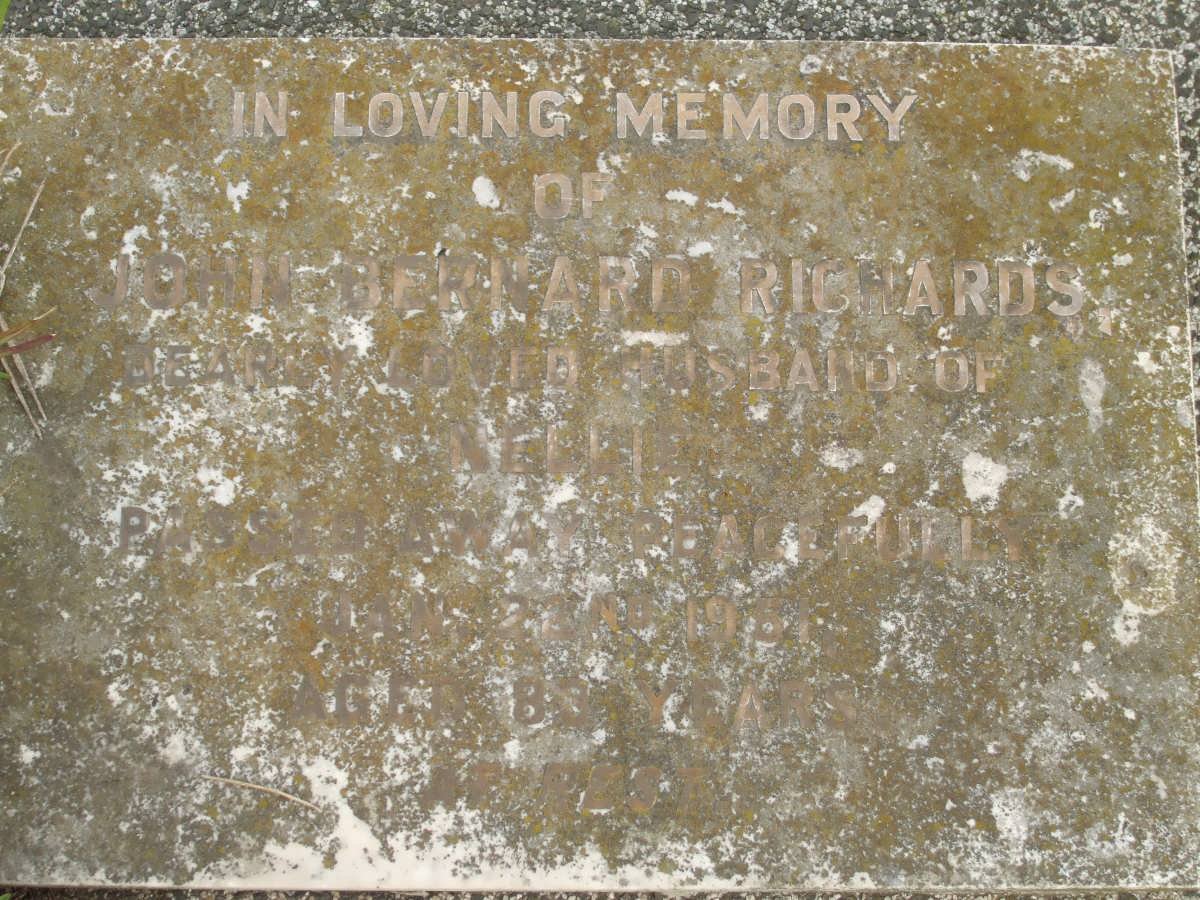 IN LOVING MEMORY
OF
JOHN BERNARD RICHARDS,
DEARLY LOVED HUSBAND OF
NELLIE.
PASSED AWAY PEACEFULLY
JAN. 22ND 1951.
AGED 83 YEARS.
AT REST.